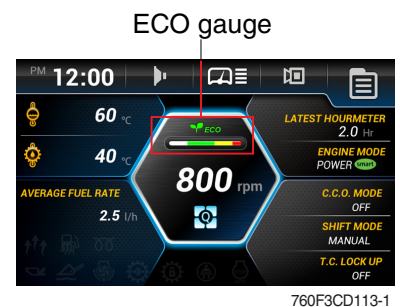 ECO gauge
PM 12:00
60 °C
40 °C
AVERAGE FUEL RATE
2.5 l/h
ECO
800 rpm
Q
LATEST HOURMETER
2.0 Hr
ENGINE MODE
POWER smart
C.C.O. MODE
OFF
SHIFT MODE
MANUAL
T.C. LOCK UP
OFF
760F3CD113-1